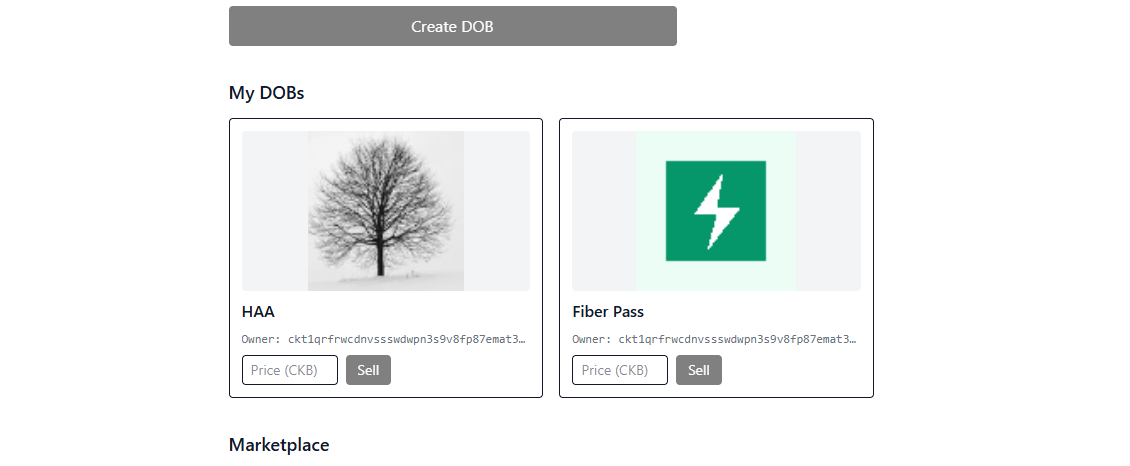 Create DOB
My DOBs
HAA
Owner: ckt1qrfrwcdnvssswdwpn3s9v8fp87emat3…
Price (CKB) Sell
Fiber Pass
Owner: ckt1qrfrwcdnvssswdwpn3s9v8fp87emat3…
Price (CKB) Sell
Marketplace